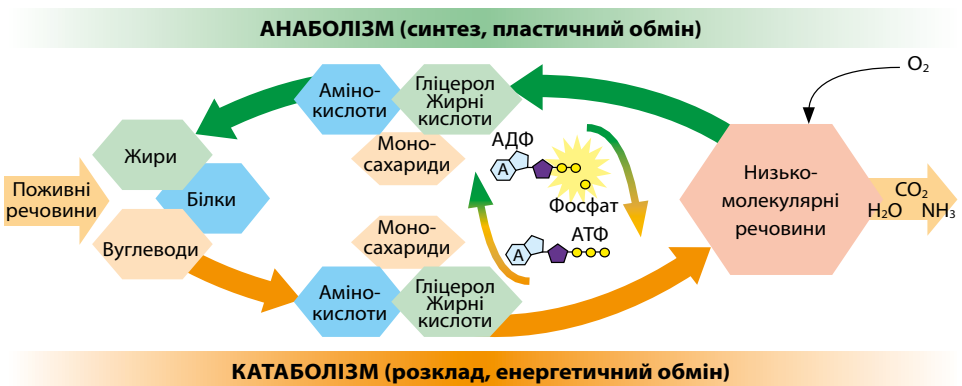 АНАБОЛІЗМ (синтез, пластичний обмін)
O₂
Аміно-
кислоти
Гліцерол
Жирні
кислоти
Моно-
сахариди
АДФ
А
Фосфат
Жири
Поживні
речовини
Білки
Вуглеводи
Низько-
молекулярні
речовини
CO₂
H₂O NH₃
АТФ
А
Моно-
сахариди
Аміно-
кислоти
Гліцерол
Жирні
кислоти
КАТАБОЛІЗМ (розклад, енергетичний обмін)